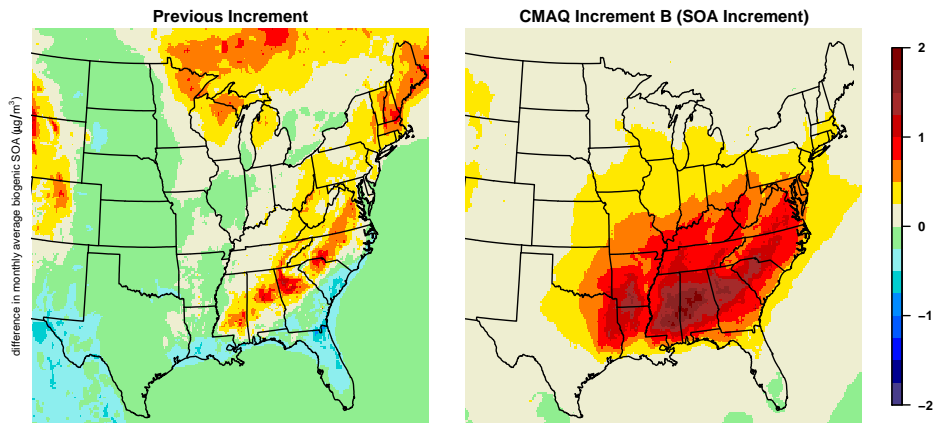 Previous Increment
CMAQ Increment B (SOA Increment)
difference in monthly average biogenic SOA (μg/m³)
2
1
0
−1
−2